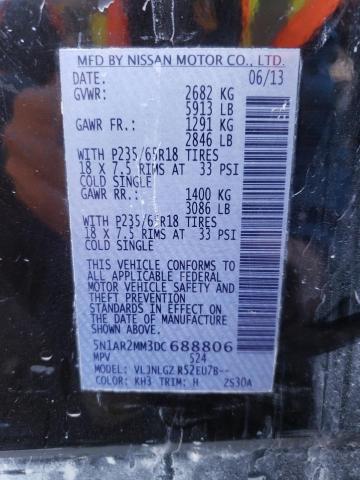 MFD BY NISSAN MOTOR CO., LTD.
DATE: 06/13
GVWR: 2682 KG
5913 LB
GAWR FR.: 1291 KG
2846 LB
WITH P235/65R18 TIRES
18 X 7.5 RIMS AT 33 PSI
COLD SINGLE
GAWR RR.: 1400 KG
3086 LB
WITH P235/65R18 TIRES
18 X 7.5 RIMS AT 33 PSI
COLD SINGLE
THIS VEHICLE CONFORMS TO
ALL APPLICABLE FEDERAL
MOTOR VEHICLE SAFETY AND
THEFT PREVENTION
STANDARDS IN EFFECT ON
THE DATE OF MANUFACTURE
SHOWN ABOVE.
5N1AR2MM3DC688806
MPV S24
MODEL: VLJNLGZ R52EU7B--
COLOR: KH3 TRIM: H 2S30A